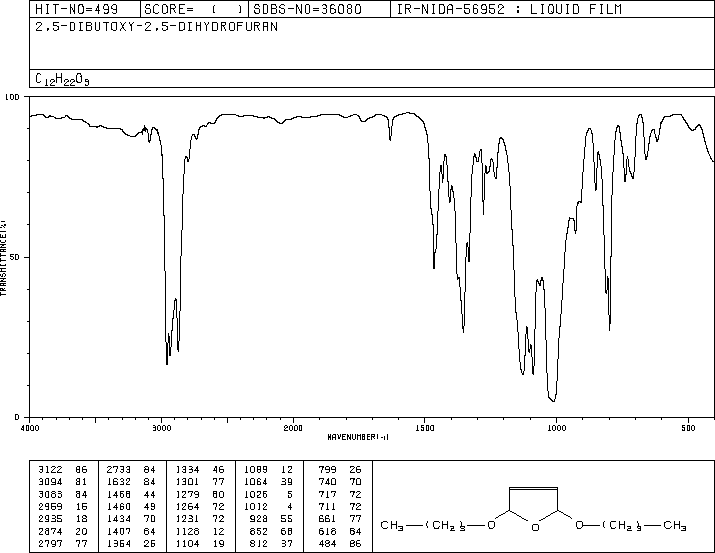 HIT-NO=499 SCORE= ( ) SDBS-NO=36080 IR-NIDA-56952 : LIQUID FILM
2,5-DIBUTOXY-2,5-DIHYDROFURAN
C12H22O3
100
50
0
TRANSMITTANCE(%)
4000 3000 2000 1500 1000 500
WAVENUMBER(-1)
3122 86 2733 84 1334 46 1089 12 799 26
3094 81 1632 84 1301 77 1064 39 740 70
3083 84 1468 44 1279 60 1026 5 717 72
2959 16 1460 49 1264 72 1012 4 711 72
2935 18 1434 70 1231 72 928 55 661 77
2874 20 1407 64 1128 12 852 68 618 84
2797 77 1354 26 1104 19 812 37 484 86
CH3—(CH2)3—O O O—(CH2)3—CH3